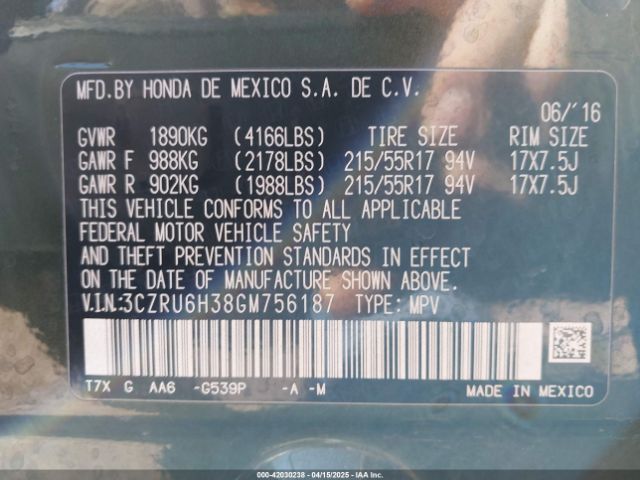 MFD.BY HONDA DE MEXICO S.A. DE C.V.
06/'16
GVWR 1890KG (4166LBS) TIRE SIZE RIM SIZE
GAWR F 988KG (2178LBS) 215/55R17 94V 17X7.5J
GAWR R 902KG (1988LBS) 215/55R17 94V 17X7.5J
THIS VEHICLE CONFORMS TO ALL APPLICABLE
FEDERAL MOTOR VEHICLE SAFETY
AND THEFT PREVENTION STANDARDS IN EFFECT
ON THE DATE OF MANUFACTURE SHOWN ABOVE.
V.I.N.:3CZRU6H38GM756187 TYPE: MPV
T7X G AA6 -G539P -A -M
MADE IN MEXICO
000-42030238 - 04/15/2025 - IAA Inc.